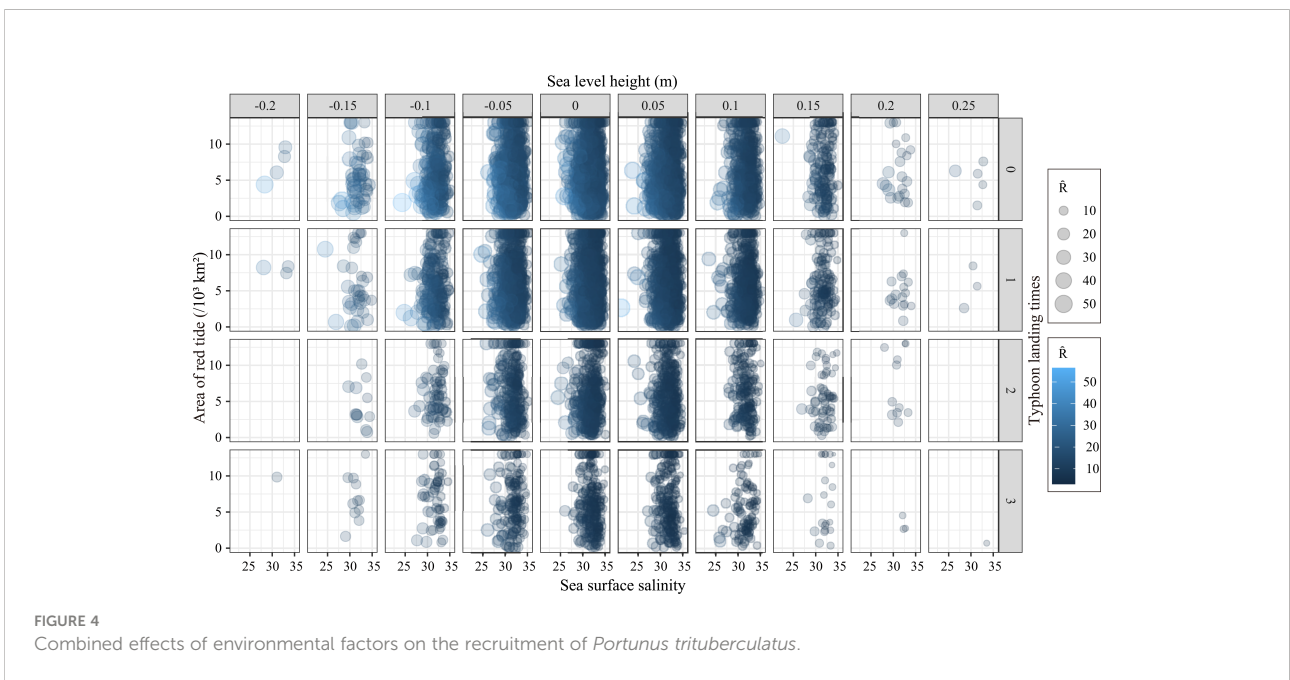 Sea level height (m)
-0.2 -0.15 -0.1 -0.05 0 0.05 0.1 0.15 0.2 0.25
Area of red tide (/10³ km²)
10
5
0
0
10
5
0
1
10
5
0
2
10
5
0
3
Typhoon landing times
25 30 35 25 30 35 25 30 35 25 30 35 25 30 35 25 30 35 25 30 35 25 30 35 25 30 35 25 30 35
Sea surface salinity
R̂
10
20
30
40
50
R̂
50
40
30
20
10
FIGURE 4
Combined effects of environmental factors on the recruitment of Portunus trituberculatus.